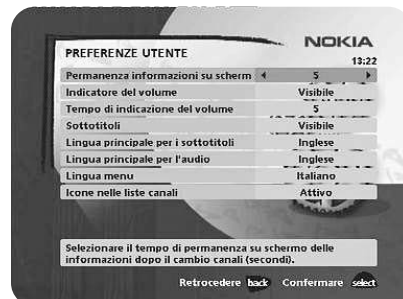 NOKIA
PREFERENZE UTENTE
13:22
Permanenza informazioni su scherm 5
Indicatore del volume Visibile
Tempo di indicazione del volume 5
Sottotitoli Visibile
Lingua principale per i sottotitoli Inglese
Lingua principale per l'audio Inglese
Lingua menu Italiano
Icone nelle liste canali Attivo
Selezionare il tempo di permanenza su schermo delle
informazioni dopo il cambio canali (secondi).
Retrocedere back Confermare select